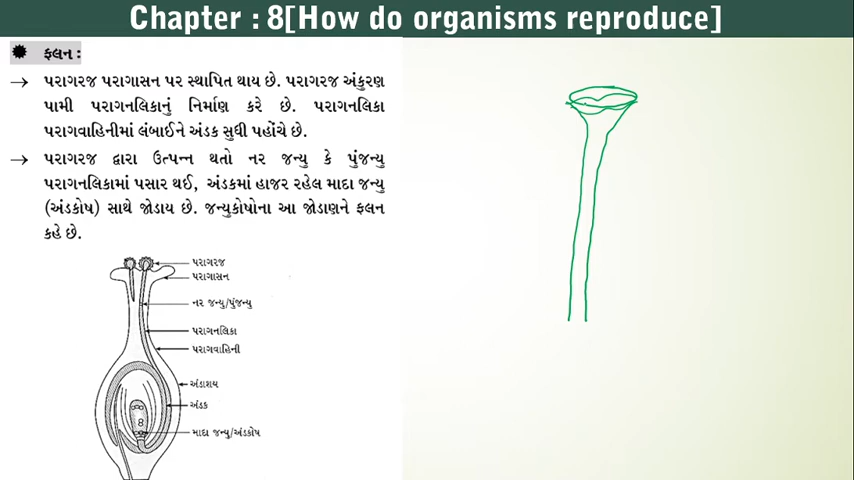 Chapter : 8[How do organisms reproduce]
ફલન :
→ પરાગરજ પરાગાસન પર સ્થાપિત થાય છે. પરાગરજ અંકુરણ
પામી પરાગનલિકાનું નિર્માણ કરે છે. પરાગનલિકા
પરાગવાહિનીમાં લંબાઈને અંડક સુધી પહોંચે છે.
→ પરાગરજ દ્વારા ઉત્પન્ન થતો નર જન્યુ કે પુંજન્યુ
પરાગનલિકામાં પસાર થઈ, અંડકમાં હાજર રહેલ માદા જન્યુ
(અંડકોષ) સાથે જોડાય છે. જન્યુકોષોના આ જોડાણને ફલન
કહે છે.
પરાગરજ
પરાગાસન
નર જન્યુ/પુંજન્યુ
પરાગનલિકા
પરાગવાહિની
અંડાશય
અંડક
માદા જન્યુ/અંડકોષ